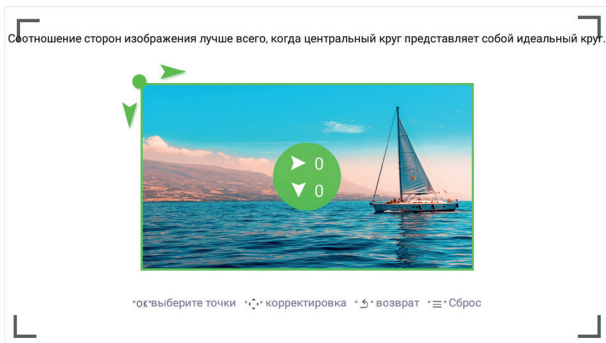 Соотношение сторон изображения лучше всего, когда центральный круг представляет собой идеальный круг.
0
0
"OK"выберите точки " " корректировка " " возврат " " Сброс